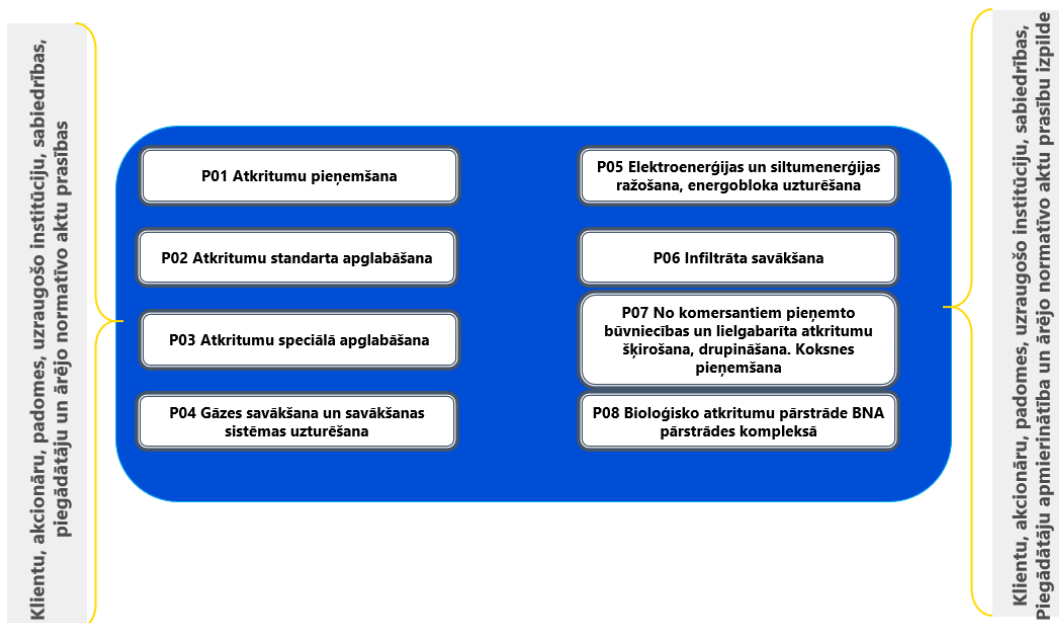 Klientu, akcionāru, padomes, uzraugošo institūciju, sabiedrības,
piegādātāju un ārējo normatīvo aktu prasības
P01 Atkritumu pieņemšana
P02 Atkritumu standarta apglabāšana
P03 Atkritumu speciālā apglabāšana
P04 Gāzes savākšana un savākšanas
sistēmas uzturēšana
P05 Elektroenerģijas un siltumenerģijas
ražošana, energobloka uzturēšana
P06 Infiltrāta savākšana
P07 No komersantiem pieņemto
būvniecības un lielgabarīta atkritumu
šķirošana, drupināšana. Koksnes
pieņemšana
P08 Bioloģisko atkritumu pārstrāde BNA
pārstrādes kompleksā
Klientu, akcionāru, padomes, uzraugošo institūciju, sabiedrības,
Piegādātāju apmierinātība un ārējo normatīvo aktu prasību izpilde